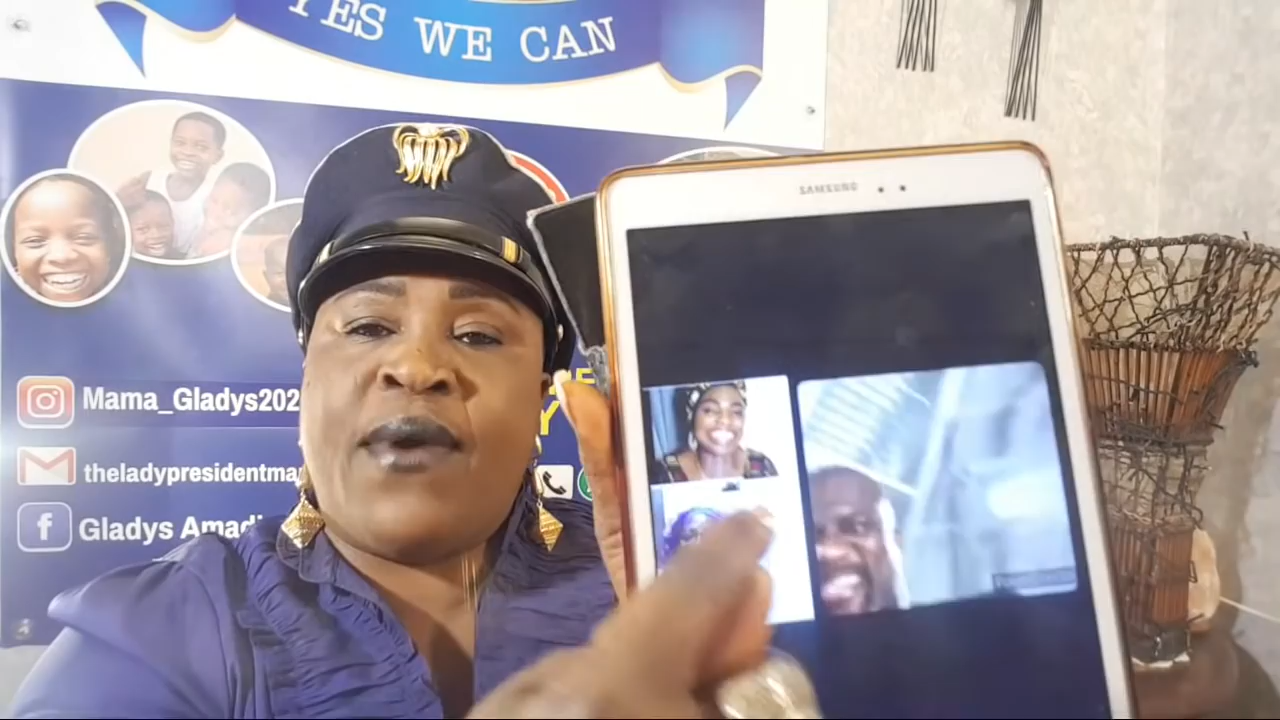 YES WE CAN
SAMSUNG
Mama_Gladys202
theladypresidentma
Gladys Amadi